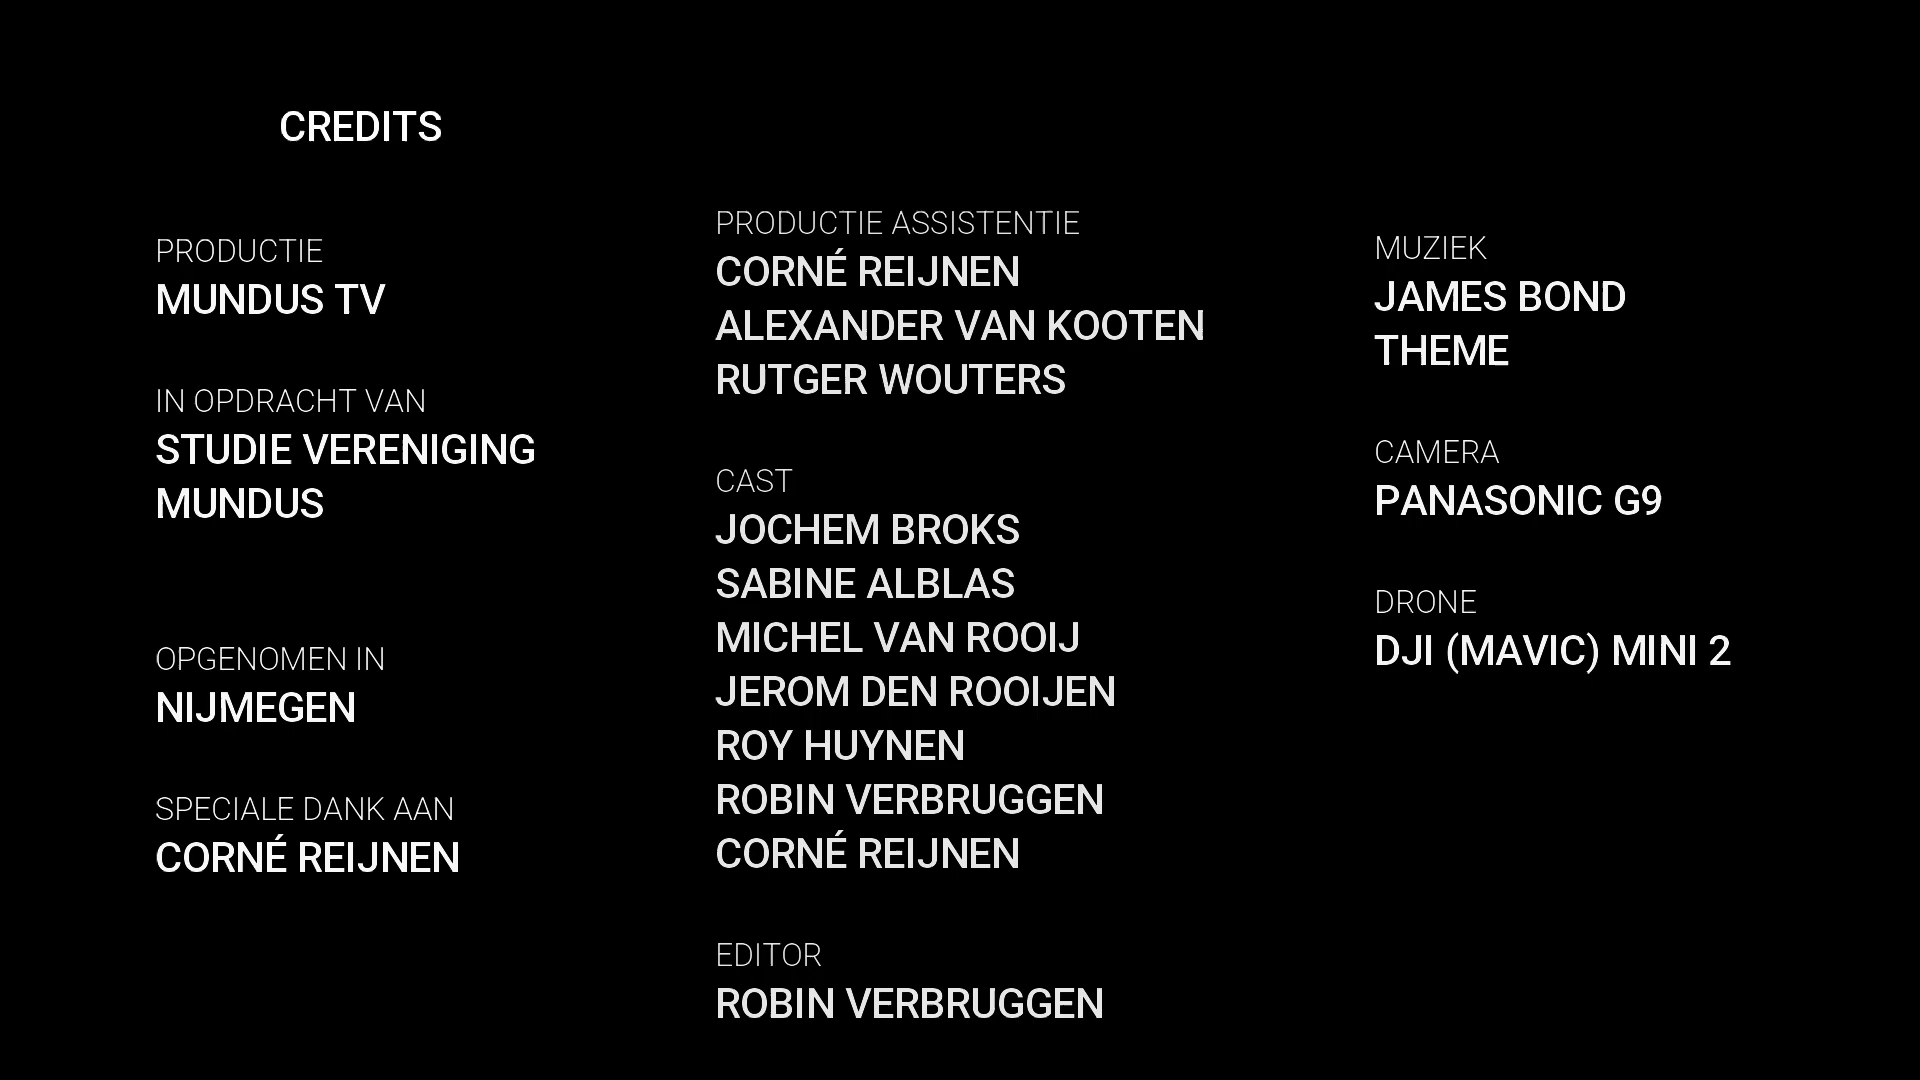 CREDITS
PRODUCTIE
MUNDUS TV
IN OPDRACHT VAN
STUDIE VERENIGING
MUNDUS
OPGENOMEN IN
NIJMEGEN
SPECIALE DANK AAN
CORNÉ REIJNEN
PRODUCTIE ASSISTENTIE
CORNÉ REIJNEN
ALEXANDER VAN KOOTEN
RUTGER WOUTERS
CAST
JOCHEM BROKS
SABINE ALBLAS
MICHEL VAN ROOIJ
JEROM DEN ROOIJEN
ROY HUYNEN
ROBIN VERBRUGGEN
CORNÉ REIJNEN
EDITOR
ROBIN VERBRUGGEN
MUZIEK
JAMES BOND
THEME
CAMERA
PANASONIC G9
DRONE
DJI (MAVIC) MINI 2